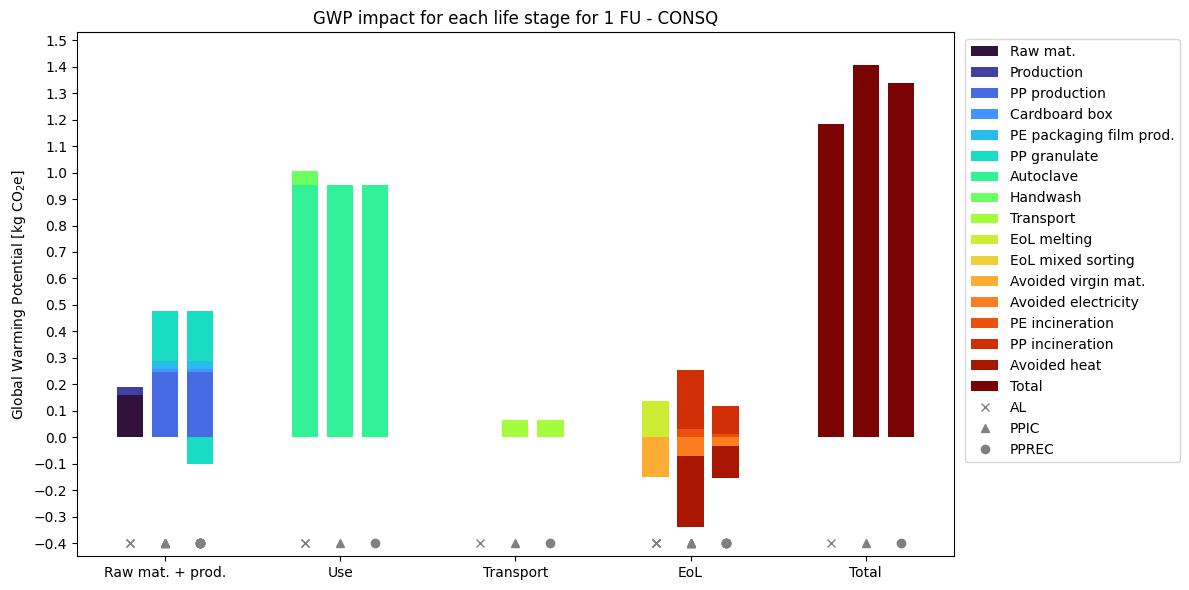 GWP impact for each life stage for 1 FU - CONSQ
Global Warming Potential [kg CO₂e]
1.5
1.4
1.3
1.2
1.1
1.0
0.9
0.8
0.7
0.6
0.5
0.4
0.3
0.2
0.1
0.0
−0.1
−0.2
−0.3
−0.4
Raw mat. + prod.
Use
Transport
EoL
Total
Raw mat.
Production
PP production
Cardboard box
PE packaging film prod.
PP granulate
Autoclave
Handwash
Transport
EoL melting
EoL mixed sorting
Avoided virgin mat.
Avoided electricity
PE incineration
PP incineration
Avoided heat
Total
AL
PPIC
PPREC